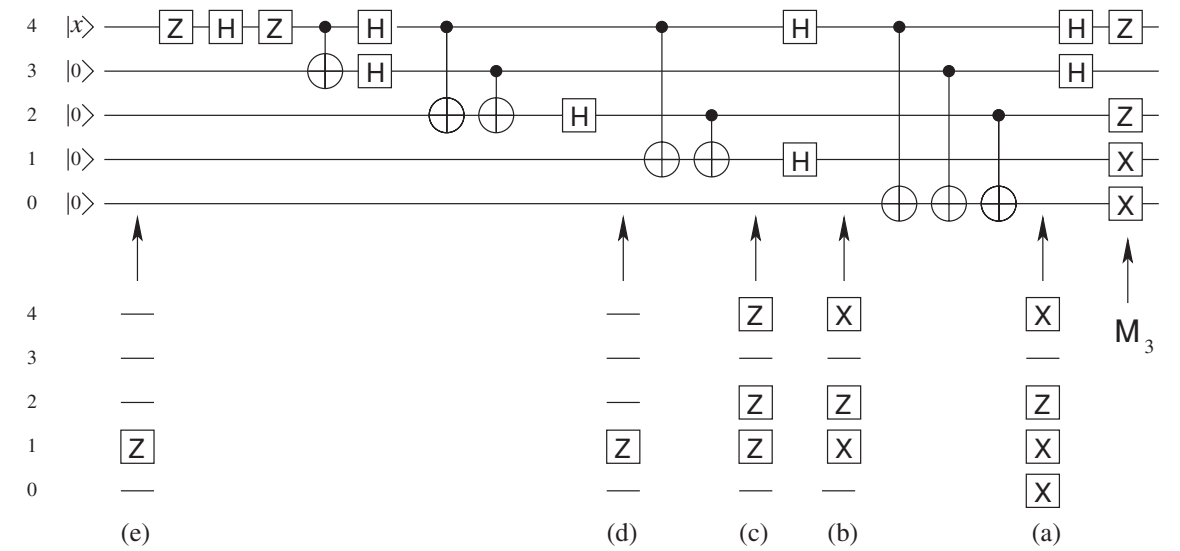 4 |x⟩ Z H Z H H H Z
3 |0⟩ H H
2 |0⟩ H Z
1 |0⟩ H X
0 |0⟩ X
4 Z X X
M₃
3
2 Z Z Z
1 Z Z Z X X
0 X
(e) (d) (c) (b) (a)